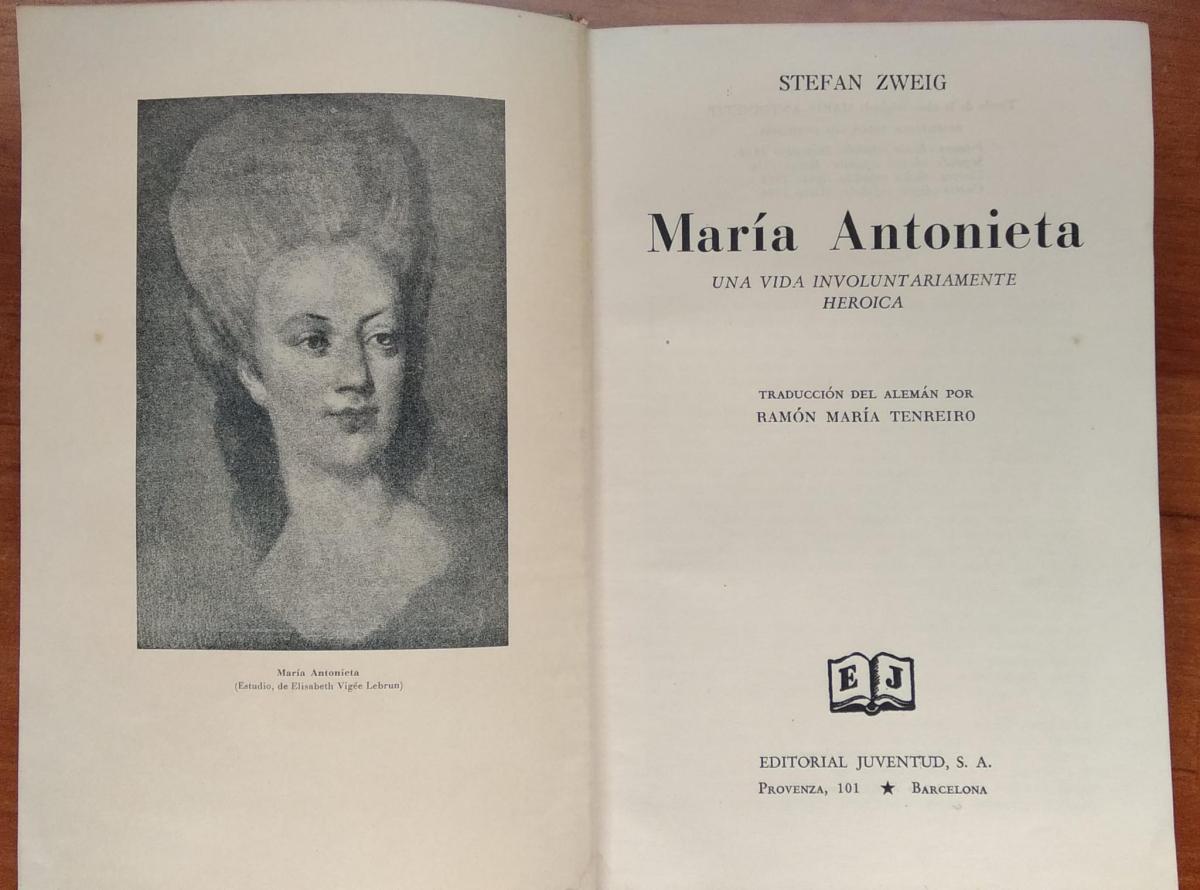 María Antonieta
(Estudio, de Elisabeth Vigée Lebrun)
STEFAN ZWEIG
María Antonieta
UNA VIDA INVOLUNTARIAMENTE
HEROICA
TRADUCCIÓN DEL ALEMÁN POR
RAMÓN MARÍA TENREIRO
E J
EDITORIAL JUVENTUD, S. A.
PROVENZA, 101 ★ BARCELONA